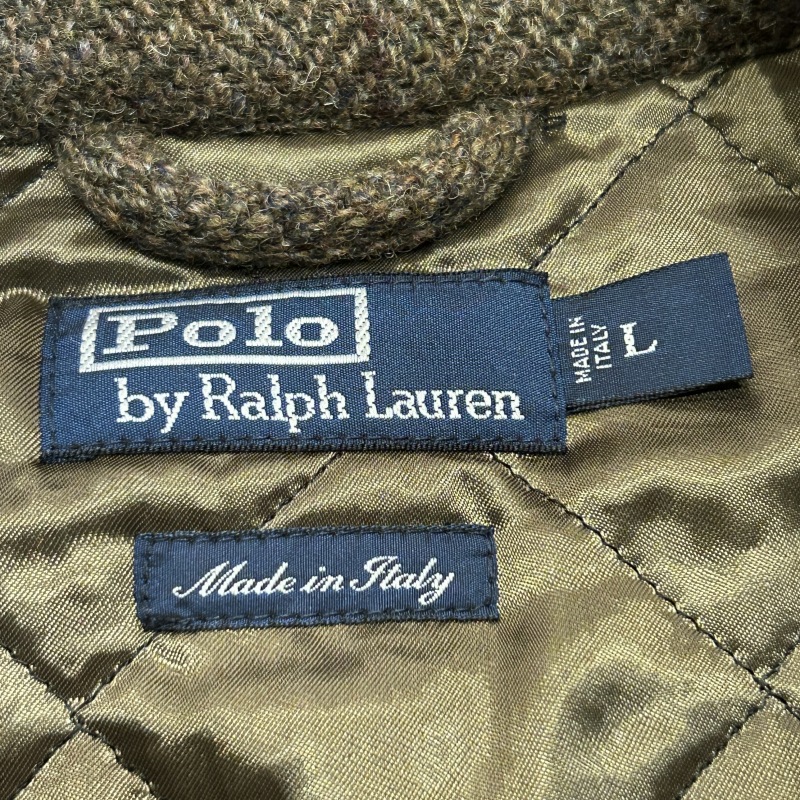 Polo
by Ralph Lauren
MADE IN
ITALY
L
Made in Italy